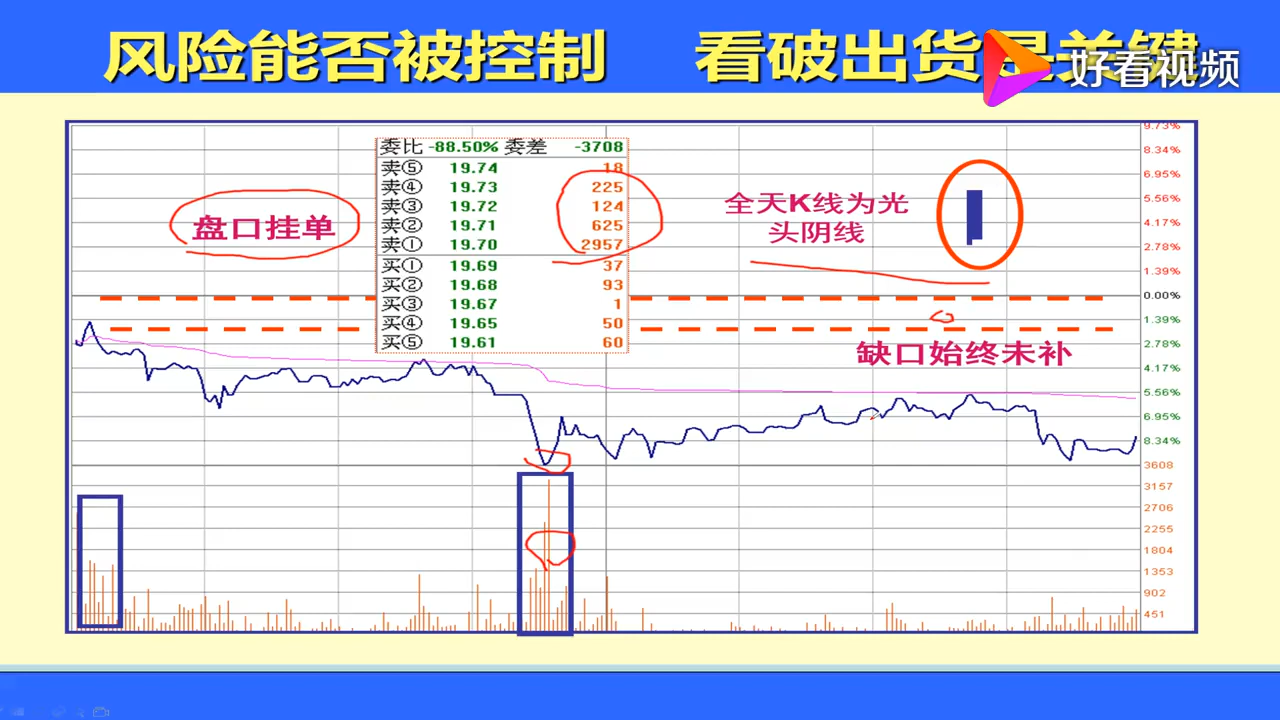 风险能否被控制 看破出货是关键
好看视频
委比 -88.50% 委差 -3708
卖⑤ 19.74 18
卖④ 19.73 225
卖③ 19.72 124
卖② 19.71 625
卖① 19.70 2957
买① 19.69 37
买② 19.68 93
买③ 19.67 1
买④ 19.65 50
买⑤ 19.61 60
盘口挂单
全天K线为光
头阴线
缺口始终未补
9.73%
8.34%
6.95%
5.56%
4.17%
2.78%
1.39%
0.00%
1.39%
2.78%
4.17%
5.56%
6.95%
8.34%
3608
3157
2706
2255
1804
1353
902
451